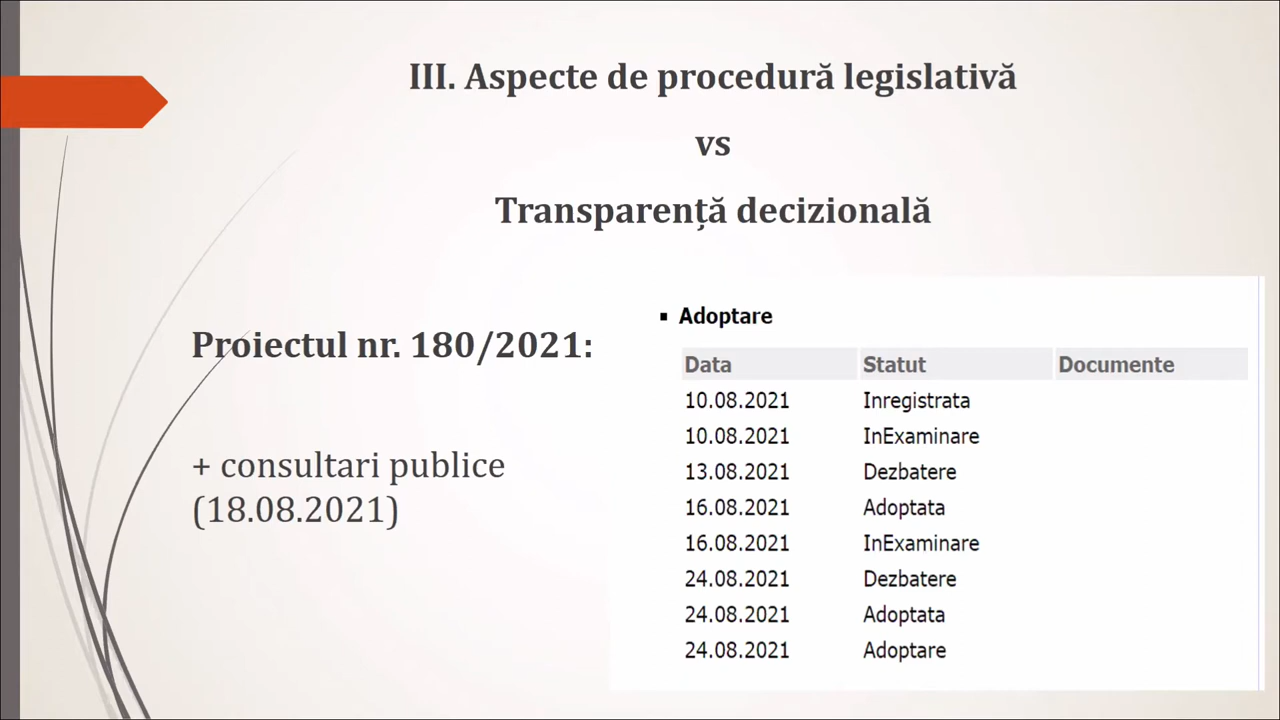 III. Aspecte de procedură legislativă
vs
Transparență decizională
Proiectul nr. 180/2021:
+ consultari publice
(18.08.2021)
▪ Adoptare
Data Statut Documente
10.08.2021 Inregistrata
10.08.2021 InExaminare
13.08.2021 Dezbatere
16.08.2021 Adoptata
16.08.2021 InExaminare
24.08.2021 Dezbatere
24.08.2021 Adoptata
24.08.2021 Adoptare